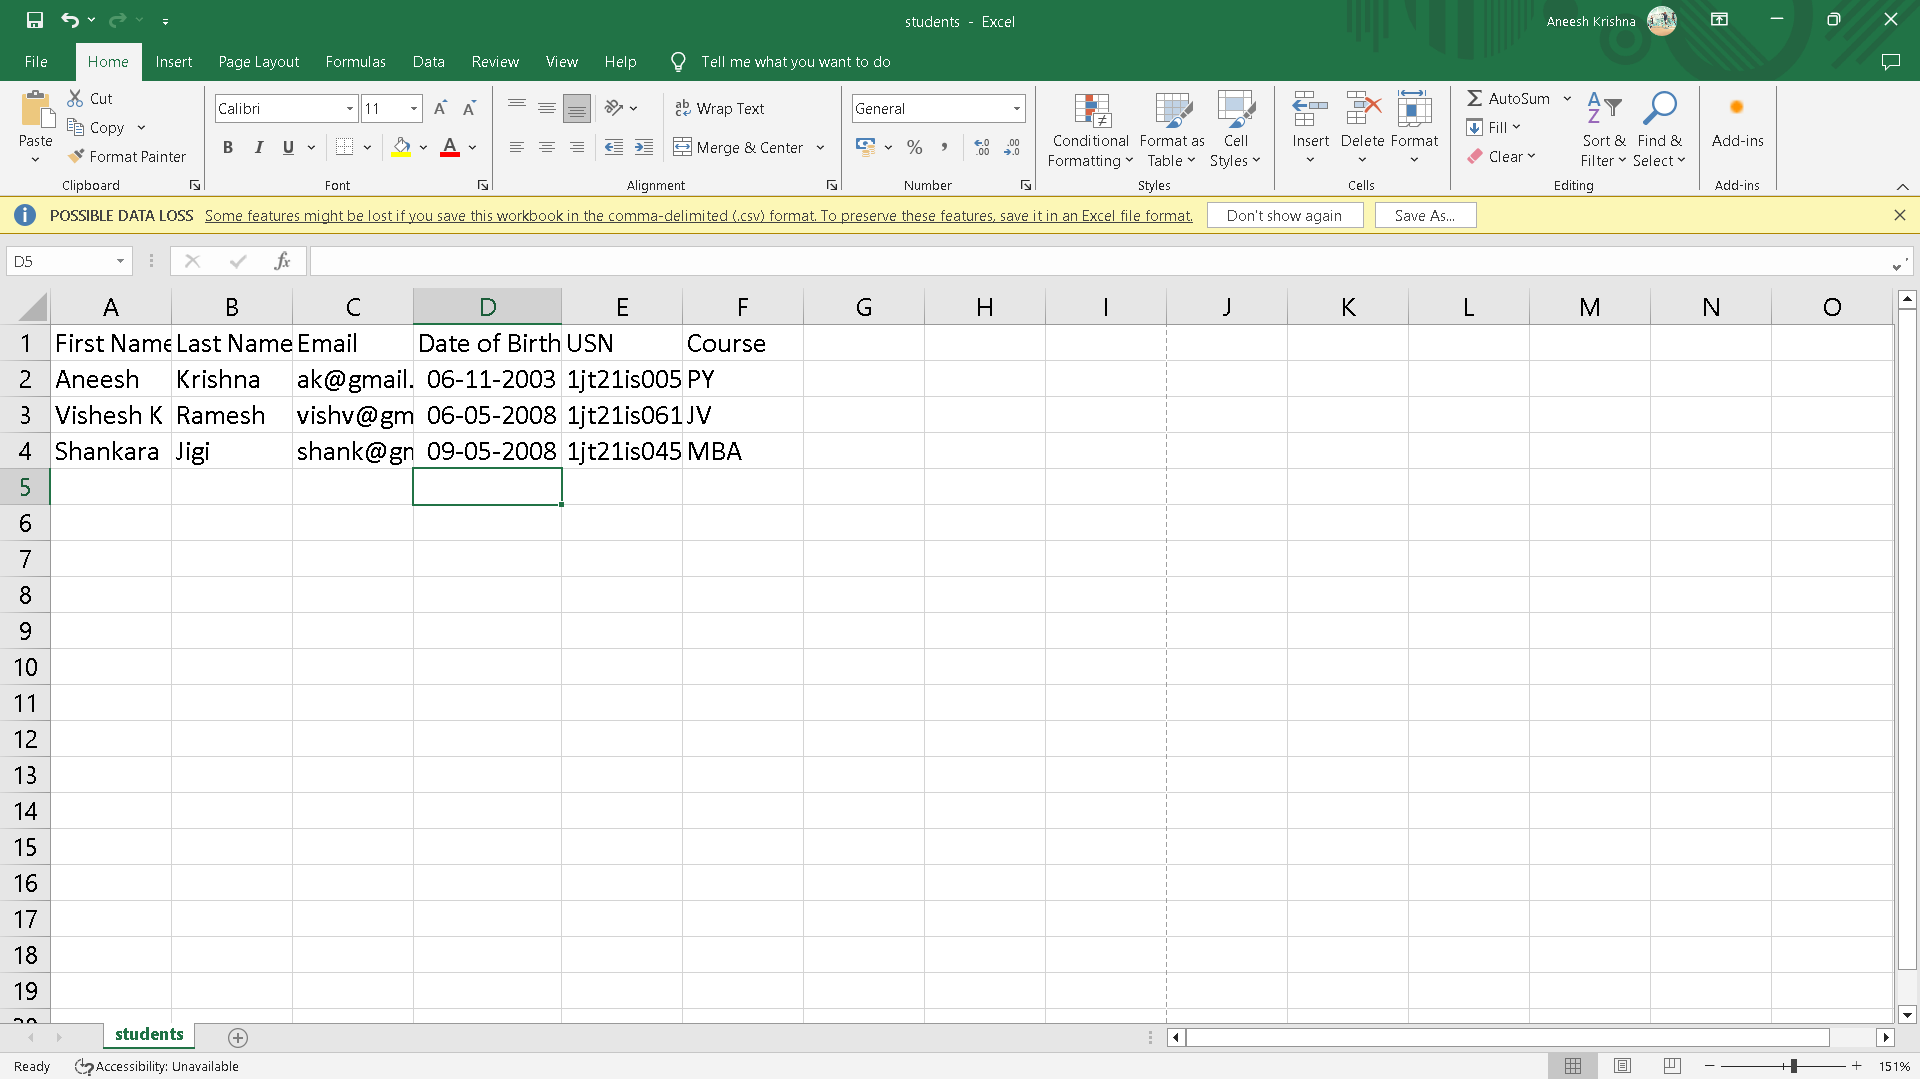 students - Excel
Aneesh Krishna
File Home Insert Page Layout Formulas Data Review View Help Tell me what you want to do
Paste
Cut
Copy
Format Painter
Clipboard
Calibri 11
B I U A
Font
Wrap Text
Merge & Center
Alignment
General
% ,
Number
Conditional Formatting
Format as Table
Cell Styles
Styles
Insert Delete Format
Cells
AutoSum
Fill
Clear
Sort & Filter
Find & Select
Editing
Add-ins
Add-ins
POSSIBLE DATA LOSS Some features might be lost if you save this workbook in the comma-delimited (.csv) format. To preserve these features, save it in an Excel file format. Don't show again Save As...
D5 fx
A B C D E F G H I J K L M N O
1 First Name Last Name Email Date of Birth USN Course
2 Aneesh Krishna ak@gmail. 06-11-2003 1jt21is005 PY
3 Vishesh K Ramesh vishv@gm 06-05-2008 1jt21is061 JV
4 Shankara Jigi shank@gm 09-05-2008 1jt21is045 MBA
5
6
7
8
9
10
11
12
13
14
15
16
17
18
19
students
Ready Accessibility: Unavailable 151%